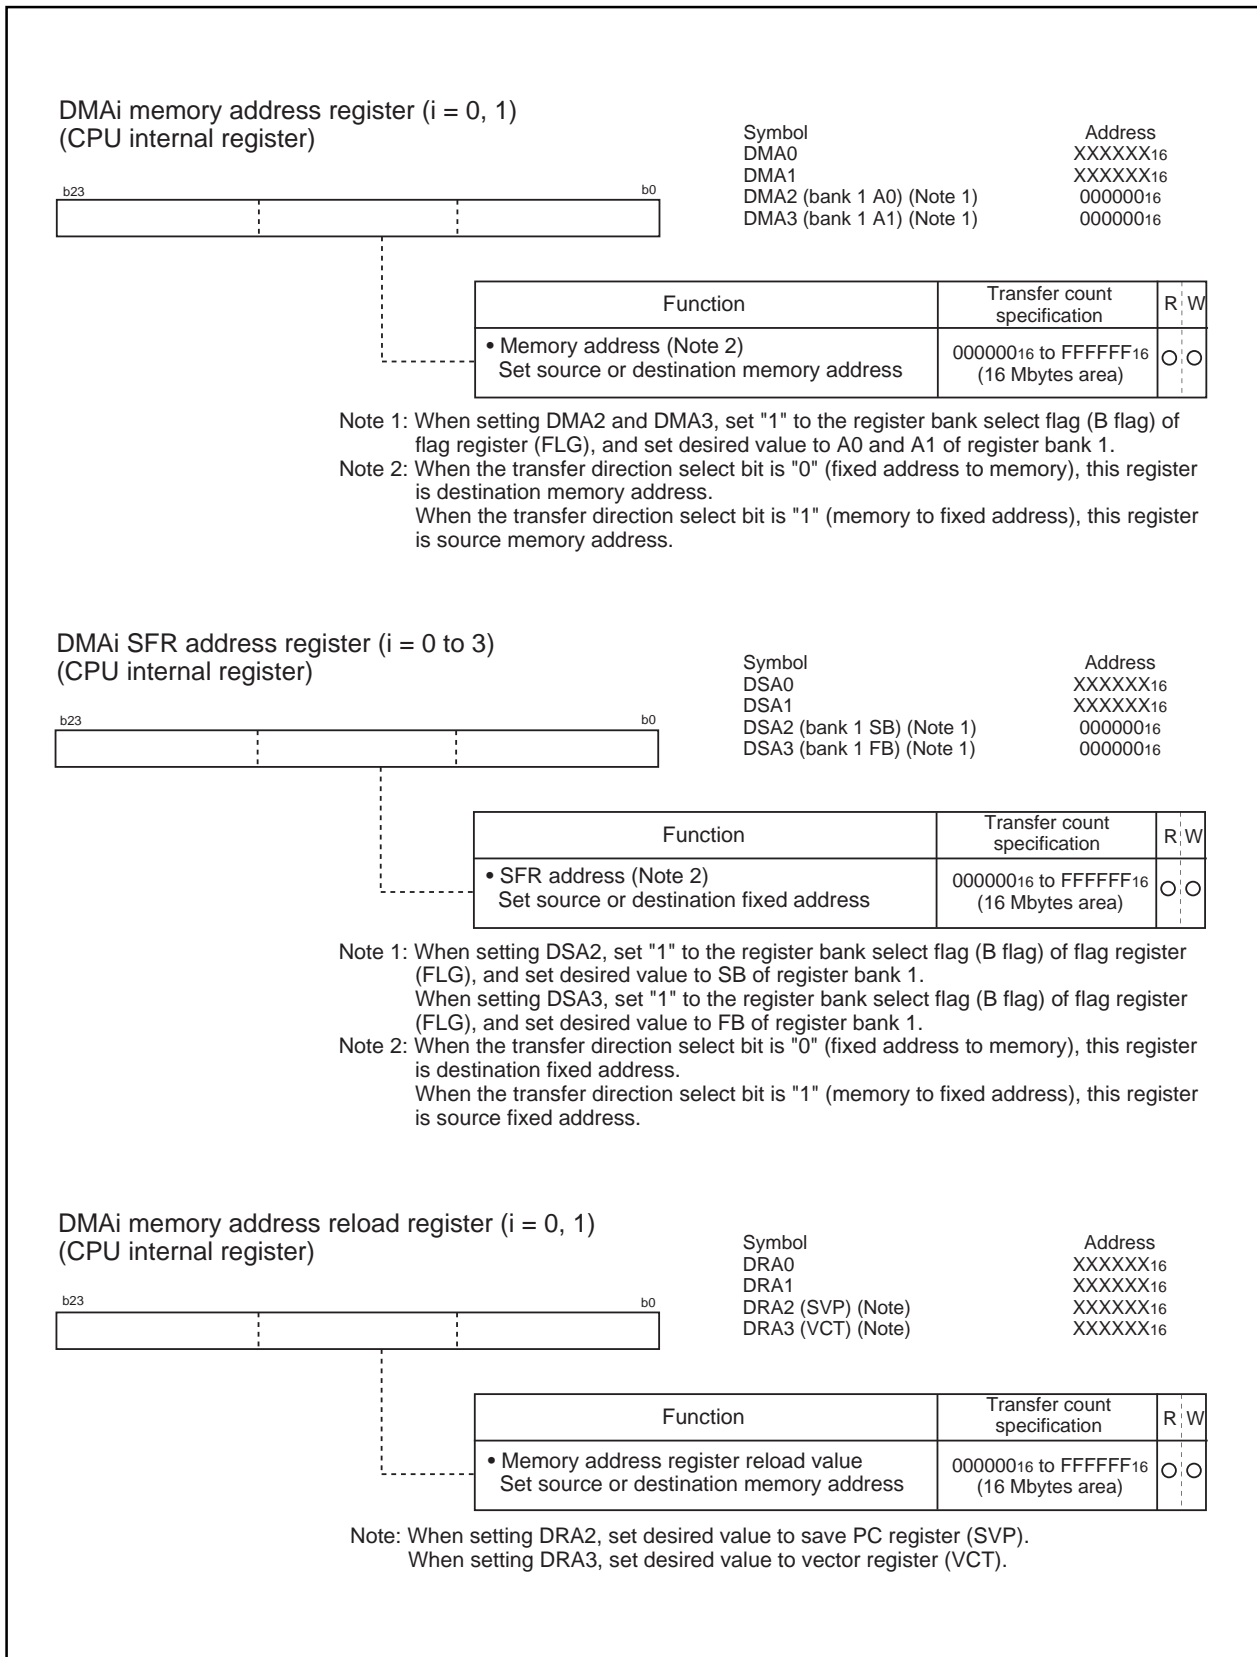 DMAi memory address register (i = 0, 1)
(CPU internal register)
Symbol Address
DMA0 XXXXXX16
DMA1 XXXXXX16
DMA2 (bank 1 A0) (Note 1) 00000016
DMA3 (bank 1 A1) (Note 1) 00000016
b23 b0
Function Transfer count specification R W
• Memory address (Note 2) 00000016 to FFFFFF16
Set source or destination memory address (16 Mbytes area)
Note 1: When setting DMA2 and DMA3, set "1" to the register bank select flag (B flag) of
flag register (FLG), and set desired value to A0 and A1 of register bank 1.
Note 2: When the transfer direction select bit is "0" (fixed address to memory), this register
is destination memory address.
When the transfer direction select bit is "1" (memory to fixed address), this register
is source memory address.
DMAi SFR address register (i = 0 to 3)
(CPU internal register)
Symbol Address
DSA0 XXXXXX16
DSA1 XXXXXX16
DSA2 (bank 1 SB) (Note 1) 00000016
DSA3 (bank 1 FB) (Note 1) 00000016
b23 b0
Function Transfer count specification R W
• SFR address (Note 2) 00000016 to FFFFFF16
Set source or destination fixed address (16 Mbytes area)
Note 1: When setting DSA2, set "1" to the register bank select flag (B flag) of flag register
(FLG), and set desired value to SB of register bank 1.
When setting DSA3, set "1" to the register bank select flag (B flag) of flag register
(FLG), and set desired value to FB of register bank 1.
Note 2: When the transfer direction select bit is "0" (fixed address to memory), this register
is destination fixed address.
When the transfer direction select bit is "1" (memory to fixed address), this register
is source fixed address.
DMAi memory address reload register (i = 0, 1)
(CPU internal register)
Symbol Address
DRA0 XXXXXX16
DRA1 XXXXXX16
DRA2 (SVP) (Note) XXXXXX16
DRA3 (VCT) (Note) XXXXXX16
b23 b0
Function Transfer count specification R W
• Memory address register reload value 00000016 to FFFFFF16
Set source or destination memory address (16 Mbytes area)
Note: When setting DRA2, set desired value to save PC register (SVP).
When setting DRA3, set desired value to vector register (VCT).